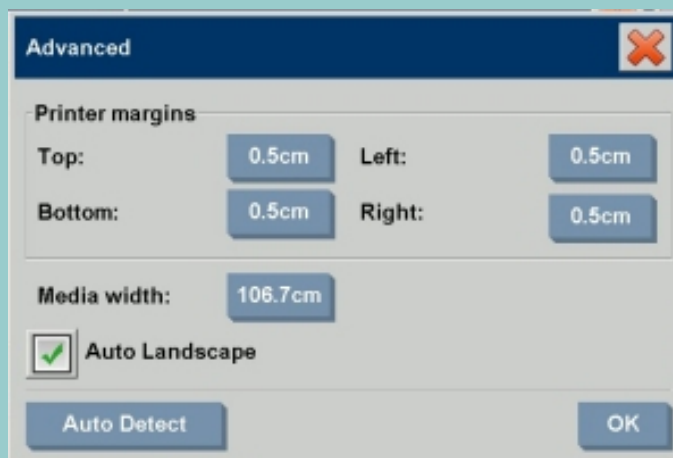 Advanced
Printer margins
Top: 0.5cm Left: 0.5cm
Bottom: 0.5cm Right: 0.5cm
Media width: 106.7cm
Auto Landscape
Auto Detect OK